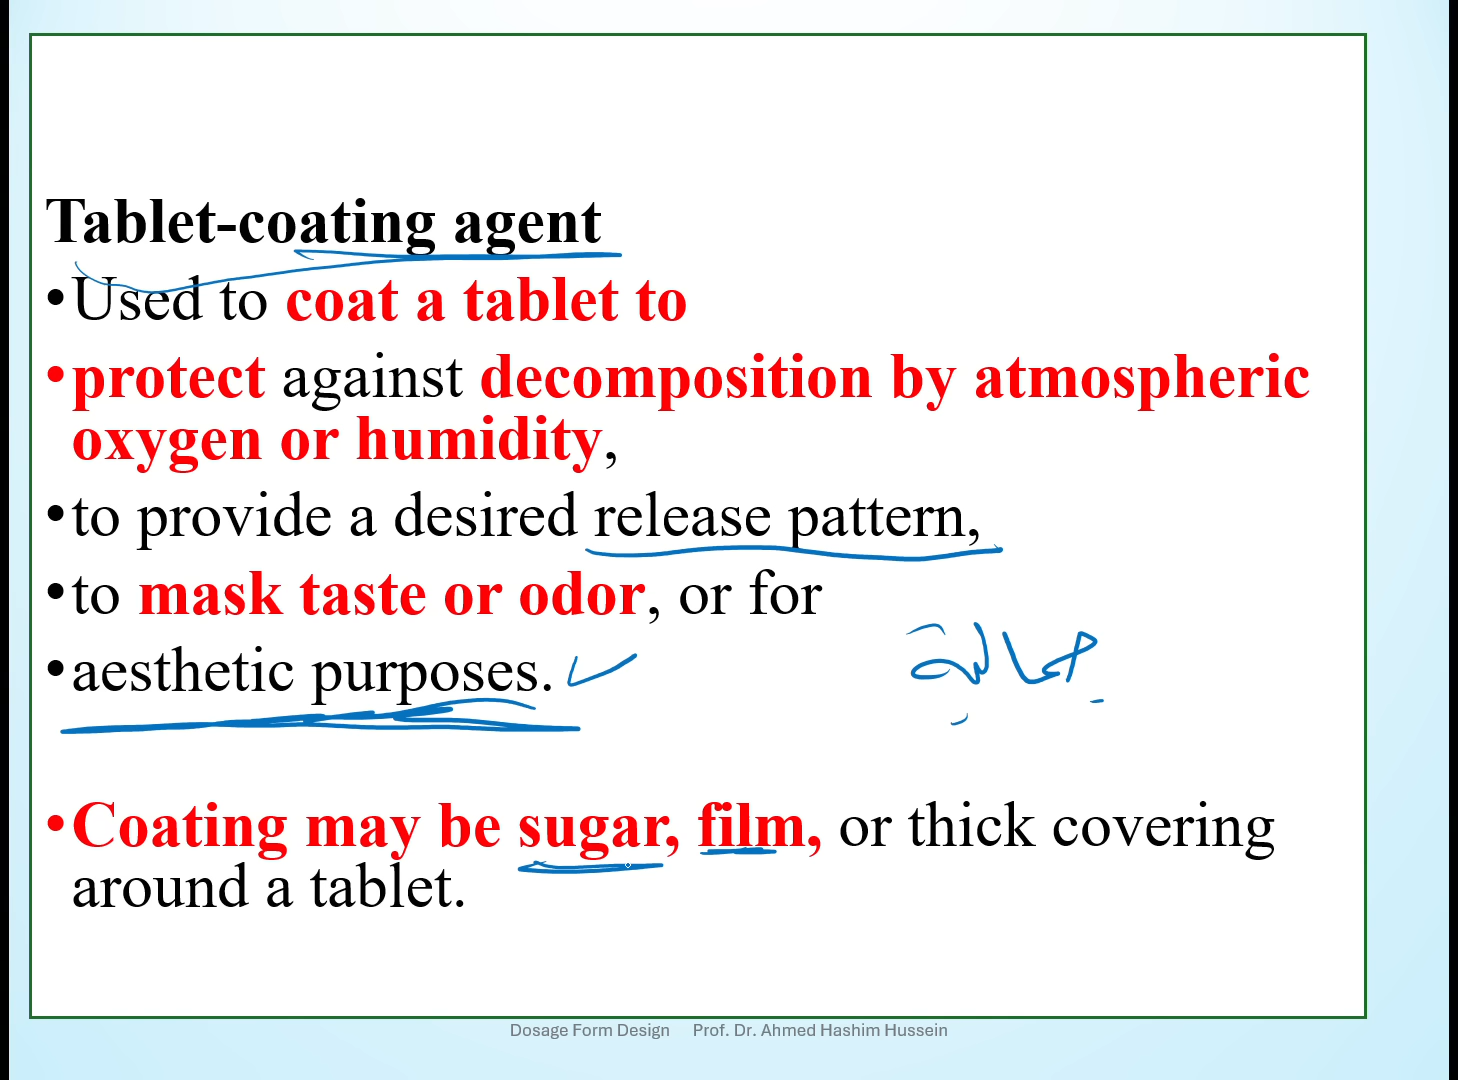 Tablet-coating agent
•Used to coat a tablet to
•protect against decomposition by atmospheric
oxygen or humidity,
•to provide a desired release pattern,
•to mask taste or odor, or for
•aesthetic purposes.
جمالية
•Coating may be sugar, film, or thick covering
around a tablet.
Dosage Form Design Prof. Dr. Ahmed Hashim Hussein